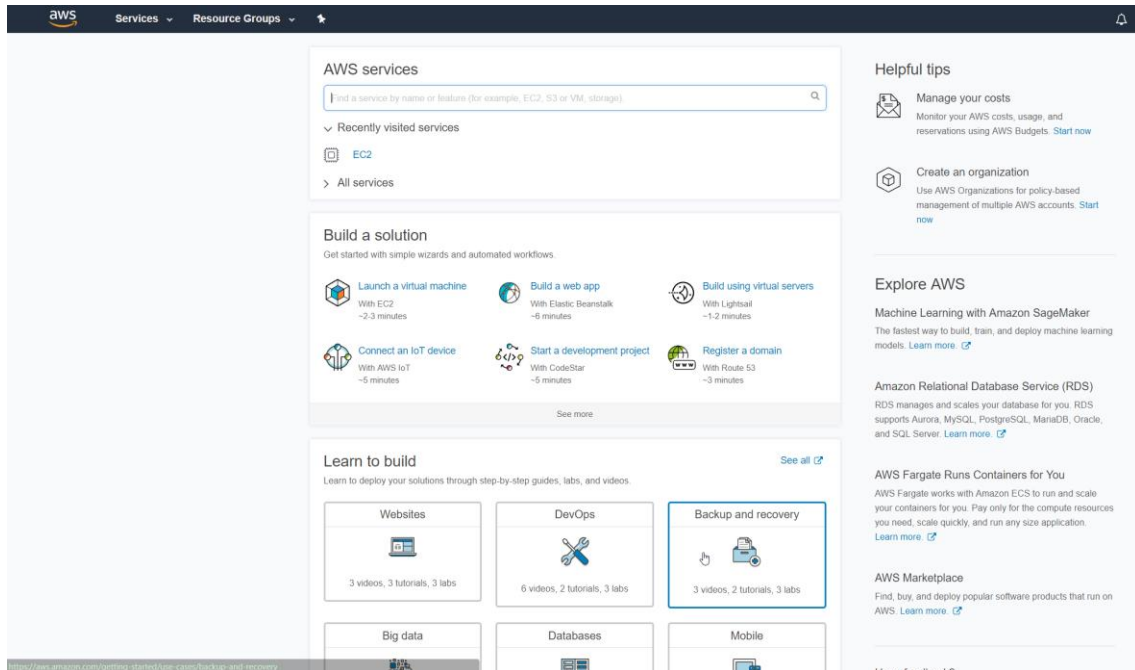 aws
Services
Resource Groups
AWS services
Find a service by name or feature (for example, EC2, S3 or VM, storage)
Recently visited services
EC2
All services
Build a solution
Get started with simple wizards and automated workflows.
Launch a virtual machine
With EC2
~2-3 minutes
Build a web app
With Elastic Beanstalk
~6 minutes
Build using virtual servers
With Lightsail
~1-2 minutes
Connect an IoT device
With AWS IoT
~5 minutes
Start a development project
With CodeStar
~5 minutes
Register a domain
With Route 53
~3 minutes
See more
Learn to build
See all
Learn to deploy your solutions through step-by-step guides, labs, and videos.
Websites
3 videos, 3 tutorials, 3 labs
DevOps
6 videos, 2 tutorials, 3 labs
Backup and recovery
3 videos, 2 tutorials, 3 labs
Big data
Databases
Mobile
Helpful tips
Manage your costs
Monitor your AWS costs, usage, and
reservations using AWS Budgets. Start now
Create an organization
Use AWS Organizations for policy-based
management of multiple AWS accounts. Start
now
Explore AWS
Machine Learning with Amazon SageMaker
The fastest way to build, train, and deploy machine learning
models. Learn more.
Amazon Relational Database Service (RDS)
RDS manages and scales your database for you. RDS
supports Aurora, MySQL, PostgreSQL, MariaDB, Oracle,
and SQL Server. Learn more.
AWS Fargate Runs Containers for You
AWS Fargate works with Amazon ECS to run and scale
your containers for you. Pay only for the compute resources
you need, scale quickly, and run any size application.
Learn more.
AWS Marketplace
Find, buy, and deploy popular software products that run on
AWS. Learn more.
https://aws.amazon.com/getting-started/use-cases/backup-and-recovery